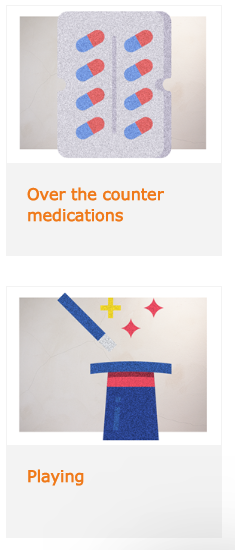 Over the counter
medications
Playing